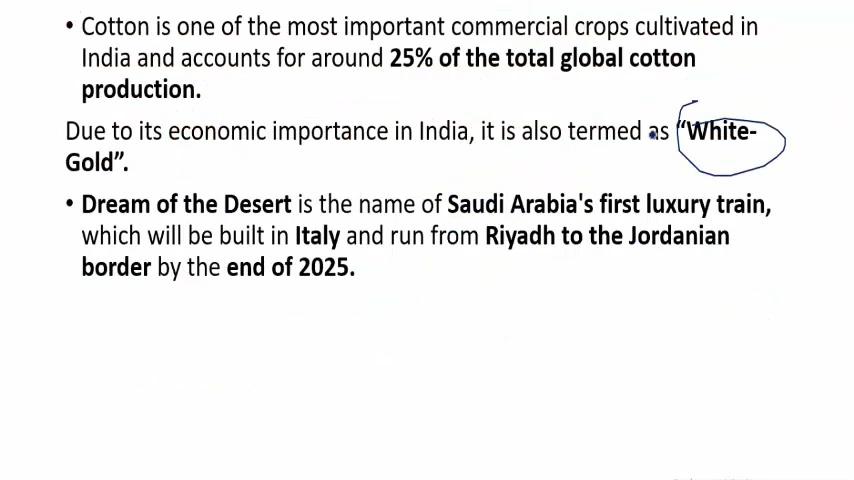 • Cotton is one of the most important commercial crops cultivated in
India and accounts for around 25% of the total global cotton
production.
Due to its economic importance in India, it is also termed as “White-
Gold”.
• Dream of the Desert is the name of Saudi Arabia's first luxury train,
which will be built in Italy and run from Riyadh to the Jordanian
border by the end of 2025.